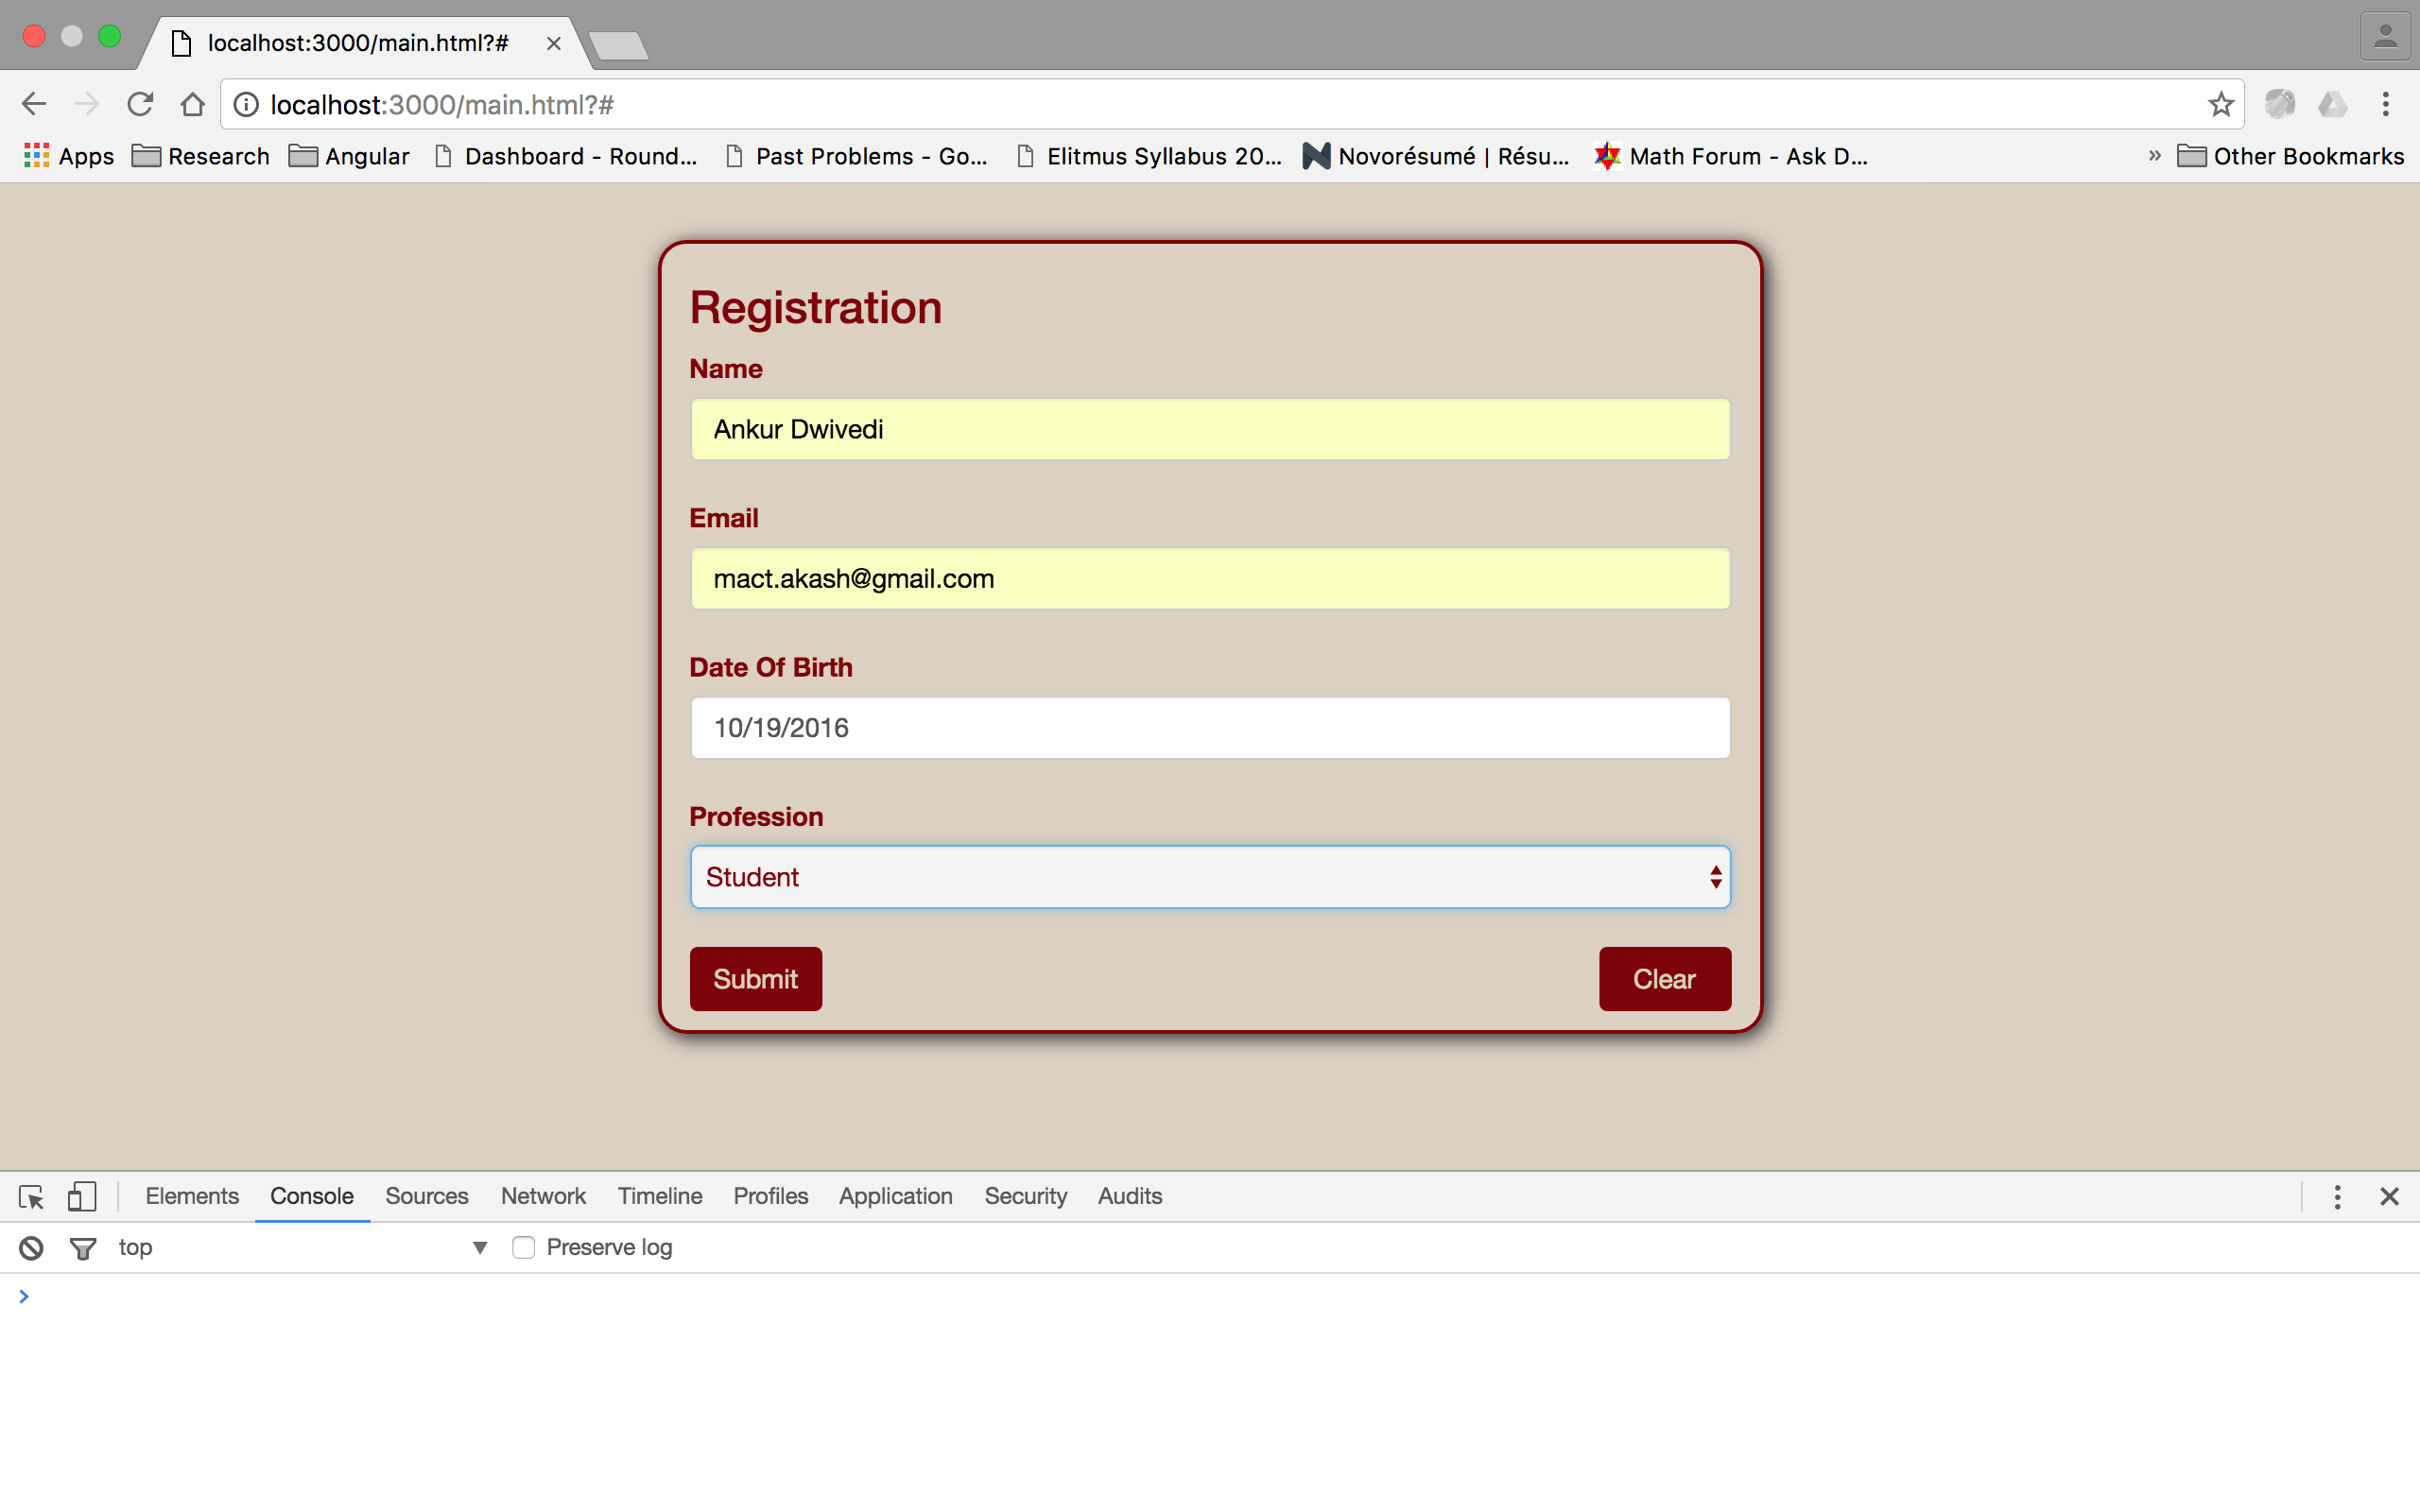 localhost:3000/main.html?#
localhost:3000/main.html?#
Apps Research Angular Dashboard - Round... Past Problems - Go... Elitmus Syllabus 20... Novorésumé | Résu... Math Forum - Ask D... » Other Bookmarks
Registration
Name
Ankur Dwivedi
Email
mact.akash@gmail.com
Date Of Birth
10/19/2016
Profession
Student
Submit Clear
Elements Console Sources Network Timeline Profiles Application Security Audits
top Preserve log